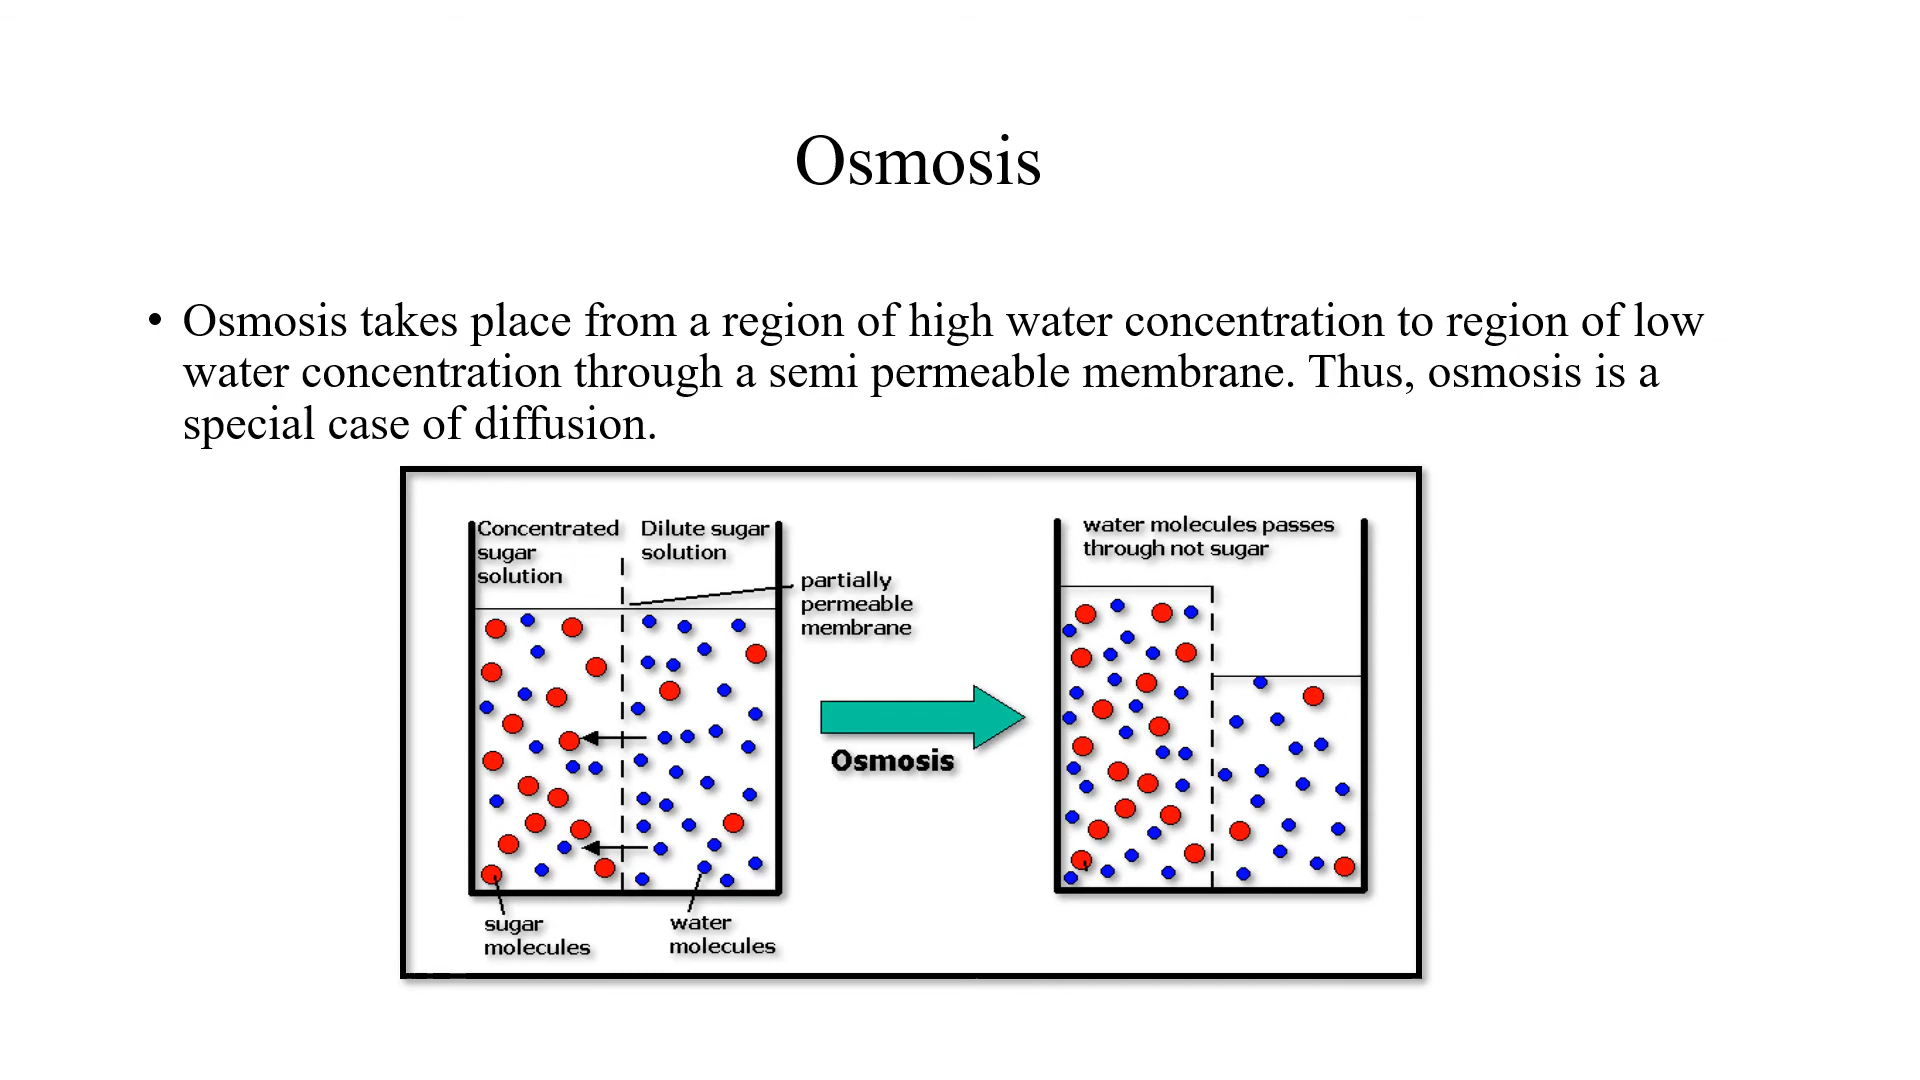 Osmosis
• Osmosis takes place from a region of high water concentration to region of low
water concentration through a semi permeable membrane. Thus, osmosis is a
special case of diffusion.
Concentrated
sugar
solution
Dilute sugar
solution
partially
permeable
membrane
sugar
molecules
water
molecules
Osmosis
water molecules passes
through not sugar